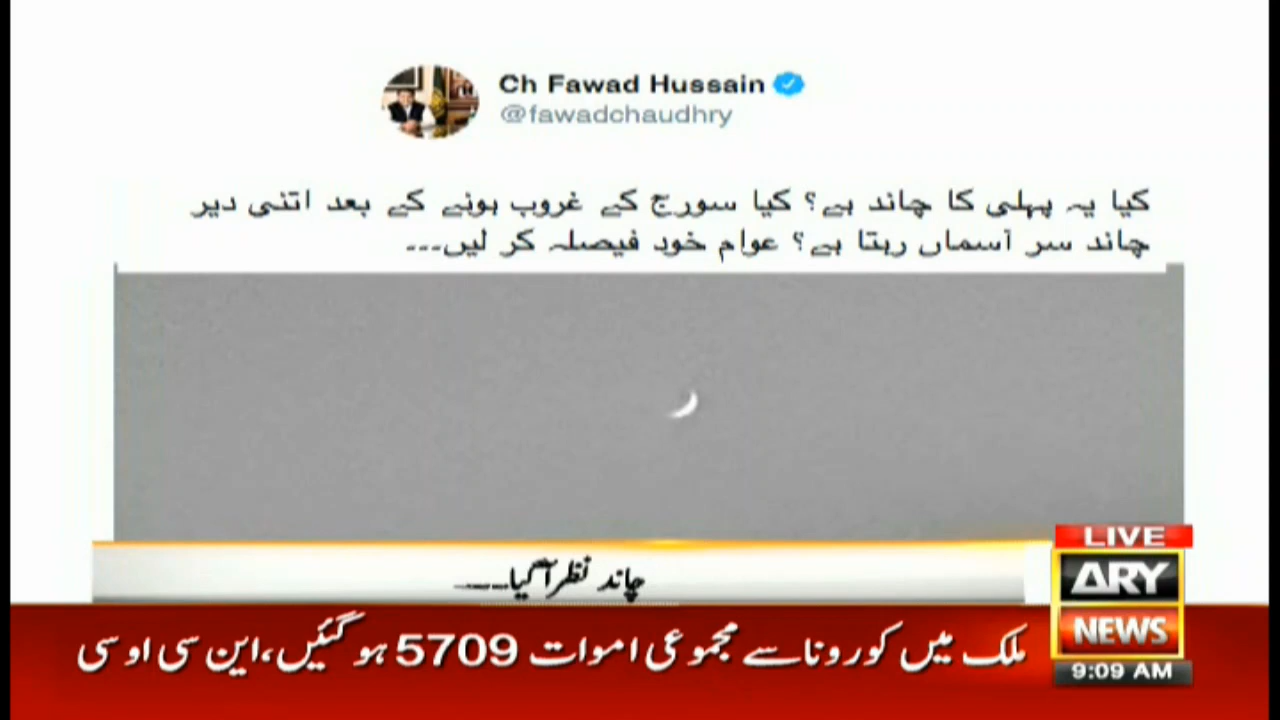 Ch Fawad Hussain
@fawadchaudhry
کیا یہ پہلی کا چاند ہے؟ کیا سورج کے غروب ہونے کے بعد اتنی دیر
چاند سر آسماں رہتا ہے؟ عوام خود فیصلہ کر لیں۔۔۔
LIVE
چاند نظر آگیا۔۔۔۔
ARY
NEWS
ملک میں کورونا سے مجموعی اموات 5709 ہوگئیں،این سی او سی
9:09 AM